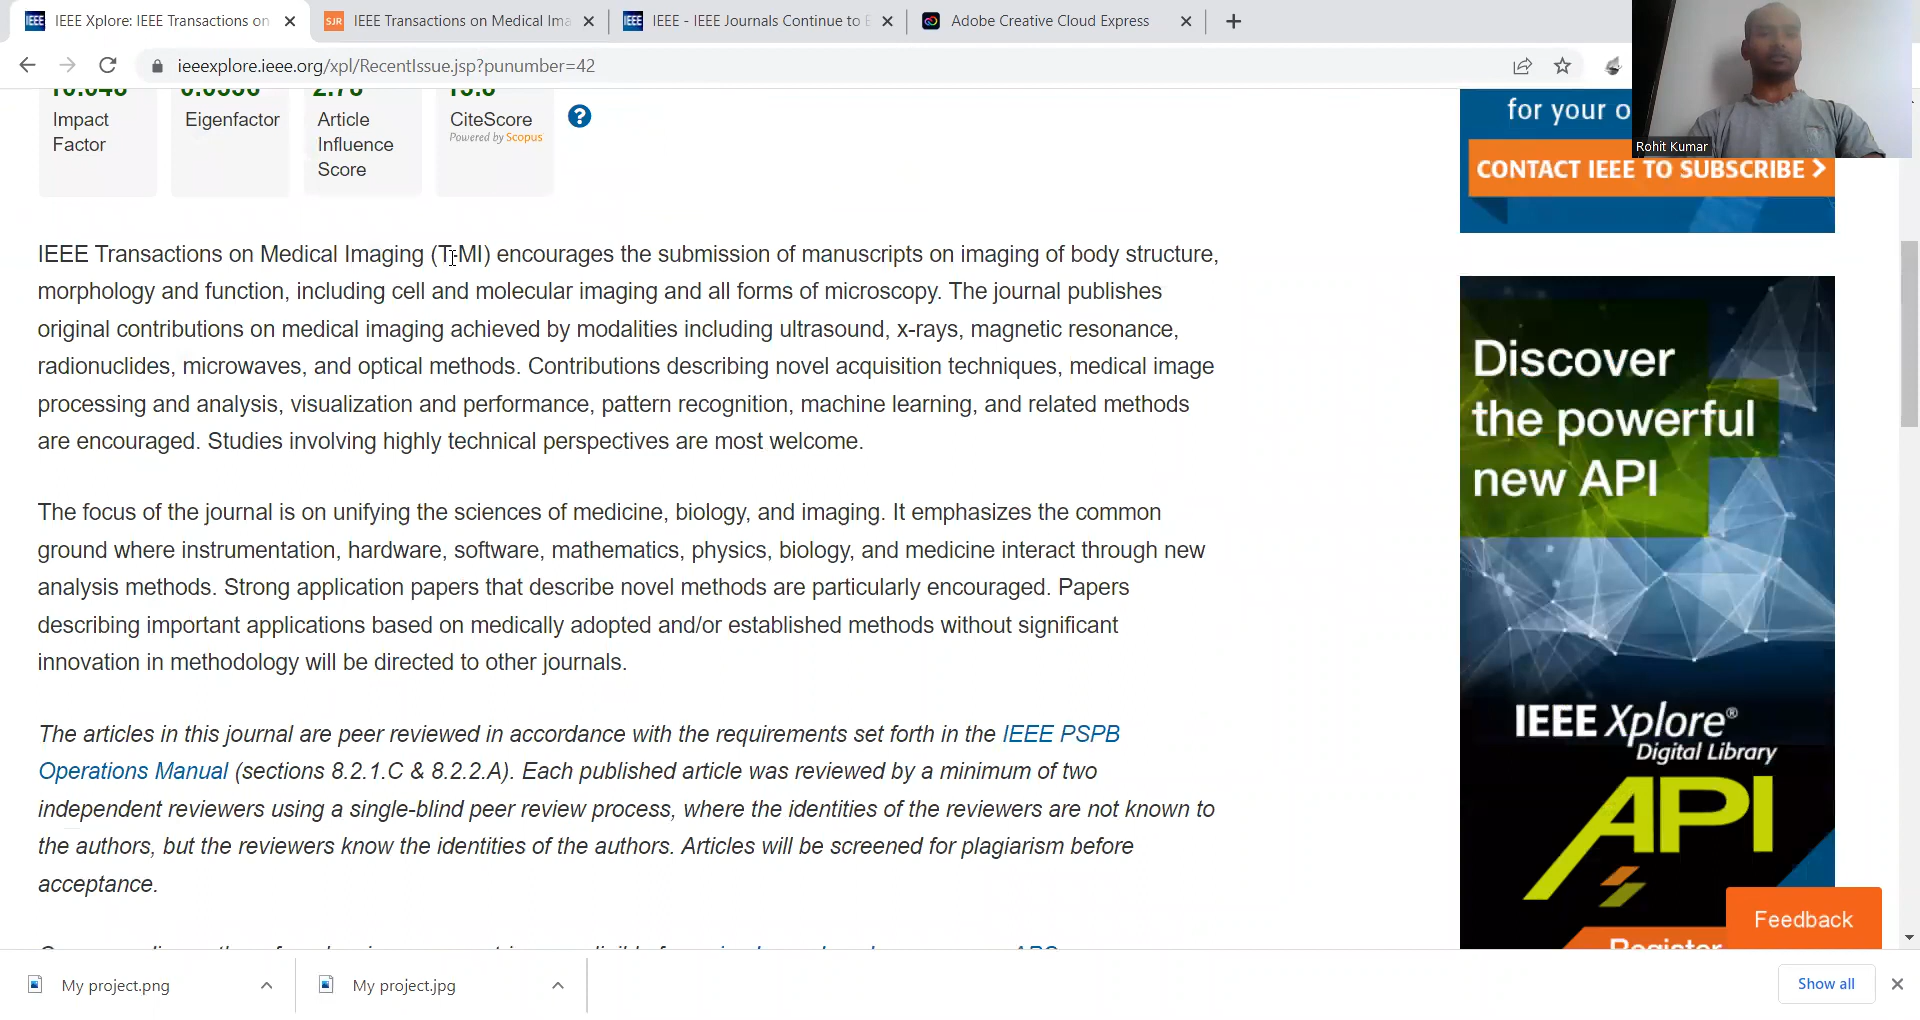 IEEE Xplore: IEEE Transactions on
SJR IEEE Transactions on Medical Ima
IEEE IEEE - IEEE Journals Continue to E
Adobe Creative Cloud Express
ieeexplore.ieee.org/xpl/RecentIssue.jsp?punumber=42
Rohit Kumar
10.048 0.0356 2.78 15.8
Impact
Factor
Eigenfactor
Article
Influence
Score
CiteScore
Powered by Scopus
?
for your o
CONTACT IEEE TO SUBSCRIBE >
IEEE Transactions on Medical Imaging (T-MI) encourages the submission of manuscripts on imaging of body structure,
morphology and function, including cell and molecular imaging and all forms of microscopy. The journal publishes
original contributions on medical imaging achieved by modalities including ultrasound, x-rays, magnetic resonance,
radionuclides, microwaves, and optical methods. Contributions describing novel acquisition techniques, medical image
processing and analysis, visualization and performance, pattern recognition, machine learning, and related methods
are encouraged. Studies involving highly technical perspectives are most welcome.
The focus of the journal is on unifying the sciences of medicine, biology, and imaging. It emphasizes the common
ground where instrumentation, hardware, software, mathematics, physics, biology, and medicine interact through new
analysis methods. Strong application papers that describe novel methods are particularly encouraged. Papers
describing important applications based on medically adopted and/or established methods without significant
innovation in methodology will be directed to other journals.
The articles in this journal are peer reviewed in accordance with the requirements set forth in the IEEE PSPB
Operations Manual (sections 8.2.1.C & 8.2.2.A). Each published article was reviewed by a minimum of two
independent reviewers using a single-blind peer review process, where the identities of the reviewers are not known to
the authors, but the reviewers know the identities of the authors. Articles will be screened for plagiarism before
acceptance.
Discover
the powerful
new API
IEEE Xplore®
Digital Library
API
Register
Feedback
My project.png
My project.jpg
Show all